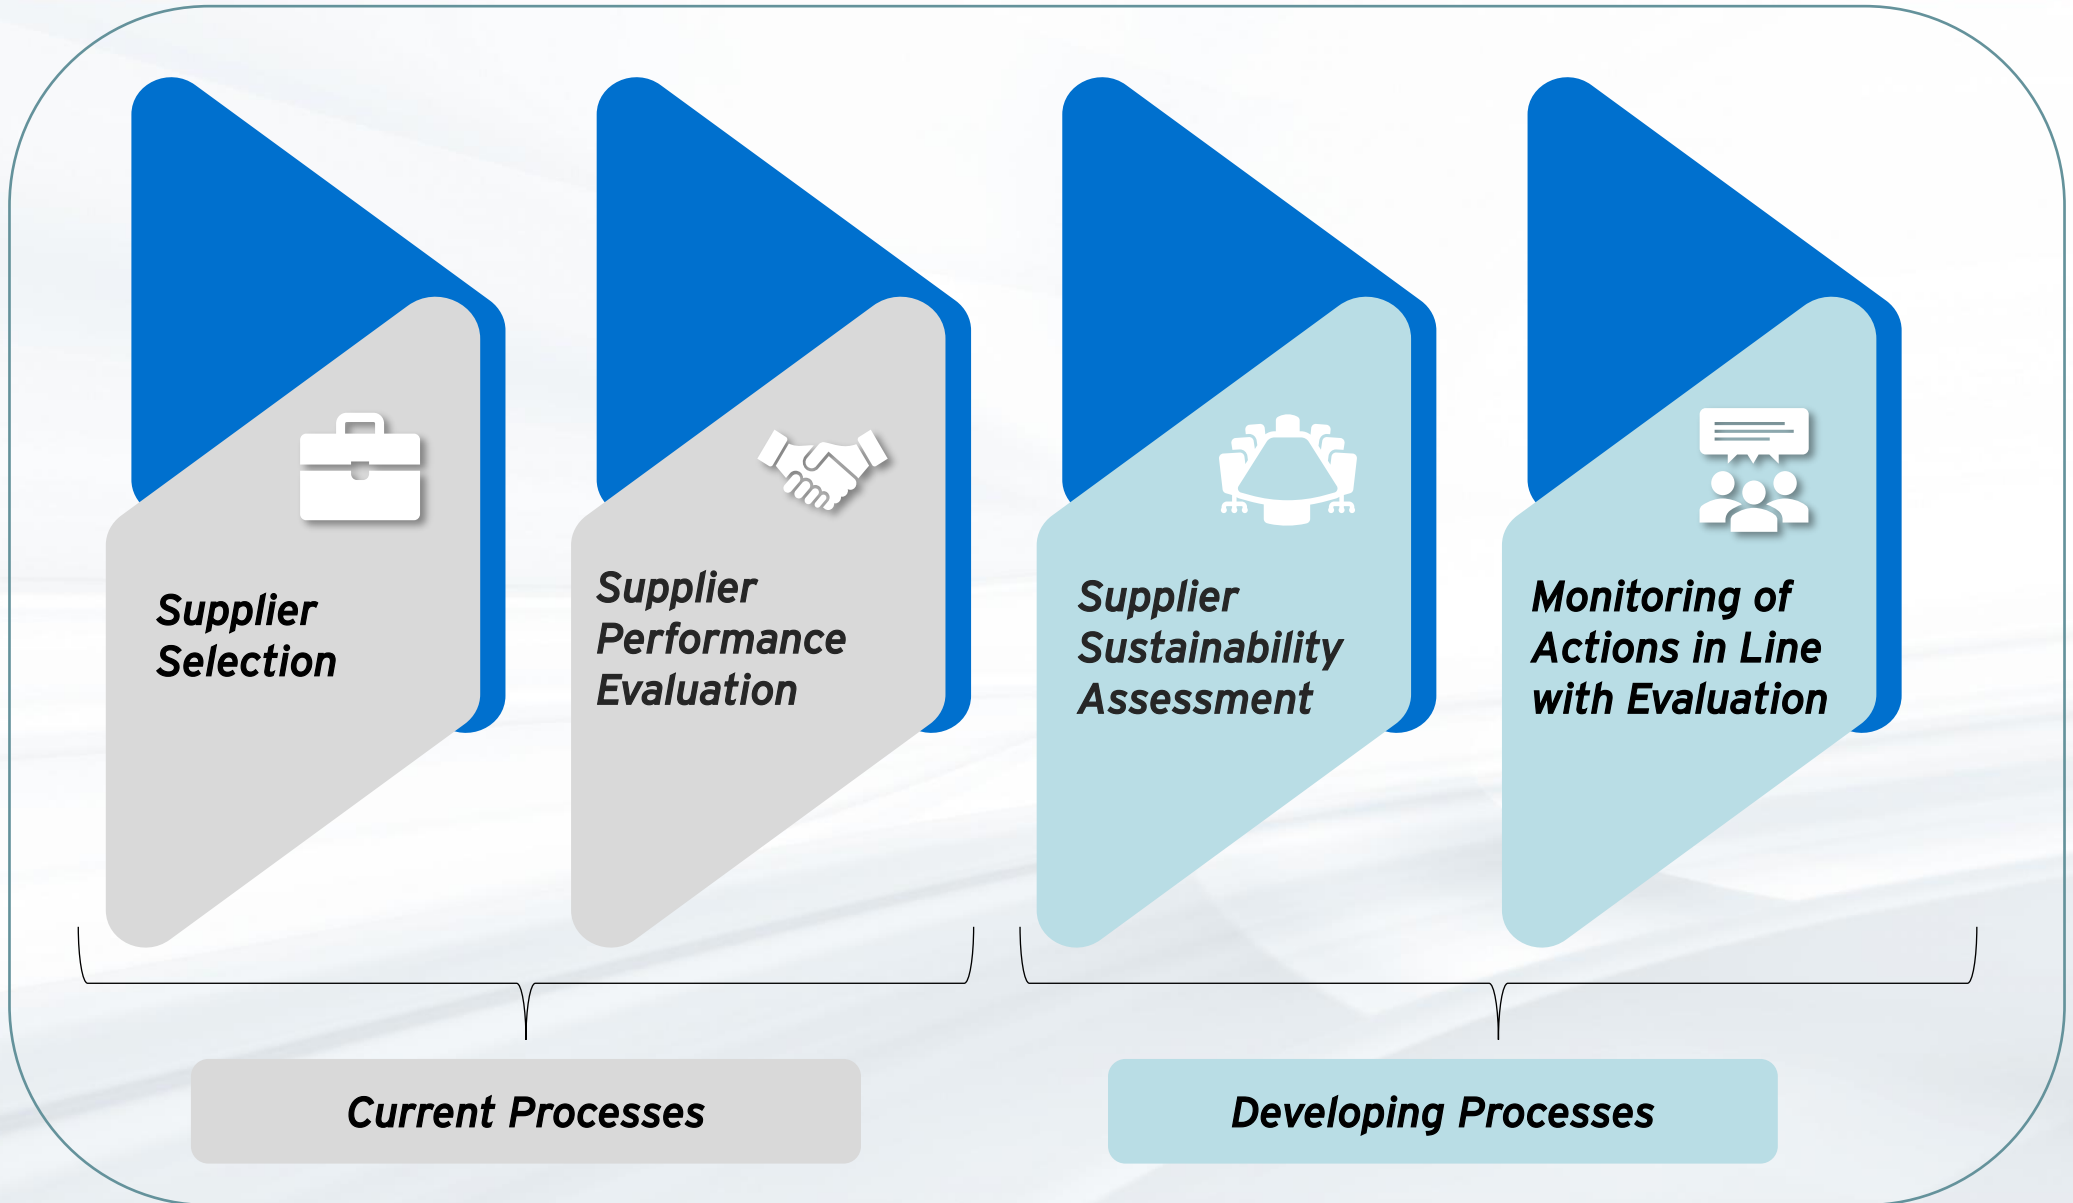 Supplier
Selection
Supplier
Performance
Evaluation
Supplier
Sustainability
Assessment
Monitoring of
Actions in Line
with Evaluation
Current Processes
Developing Processes